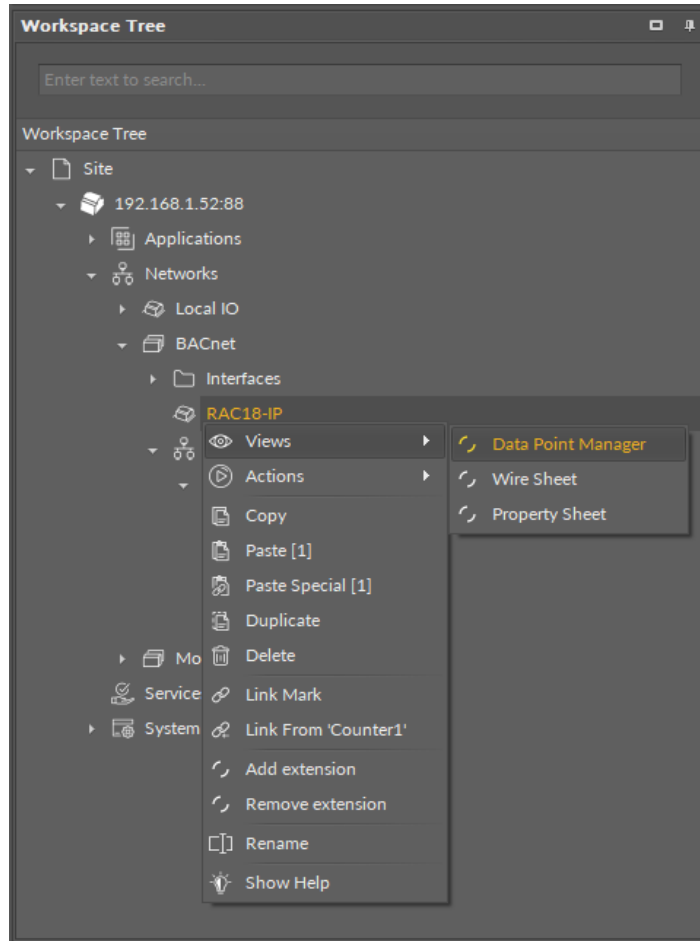 Workspace Tree
Enter text to search...
Workspace Tree
Site
192.168.1.52:88
Applications
Networks
Local IO
BACnet
Interfaces
RAC18-IP
Views
Data Point Manager
Actions
Wire Sheet
Copy
Property Sheet
Paste [1]
Paste Special [1]
Duplicate
Mo
Delete
Service
Link Mark
System
Link From 'Counter1'
Add extension
Remove extension
Rename
Show Help